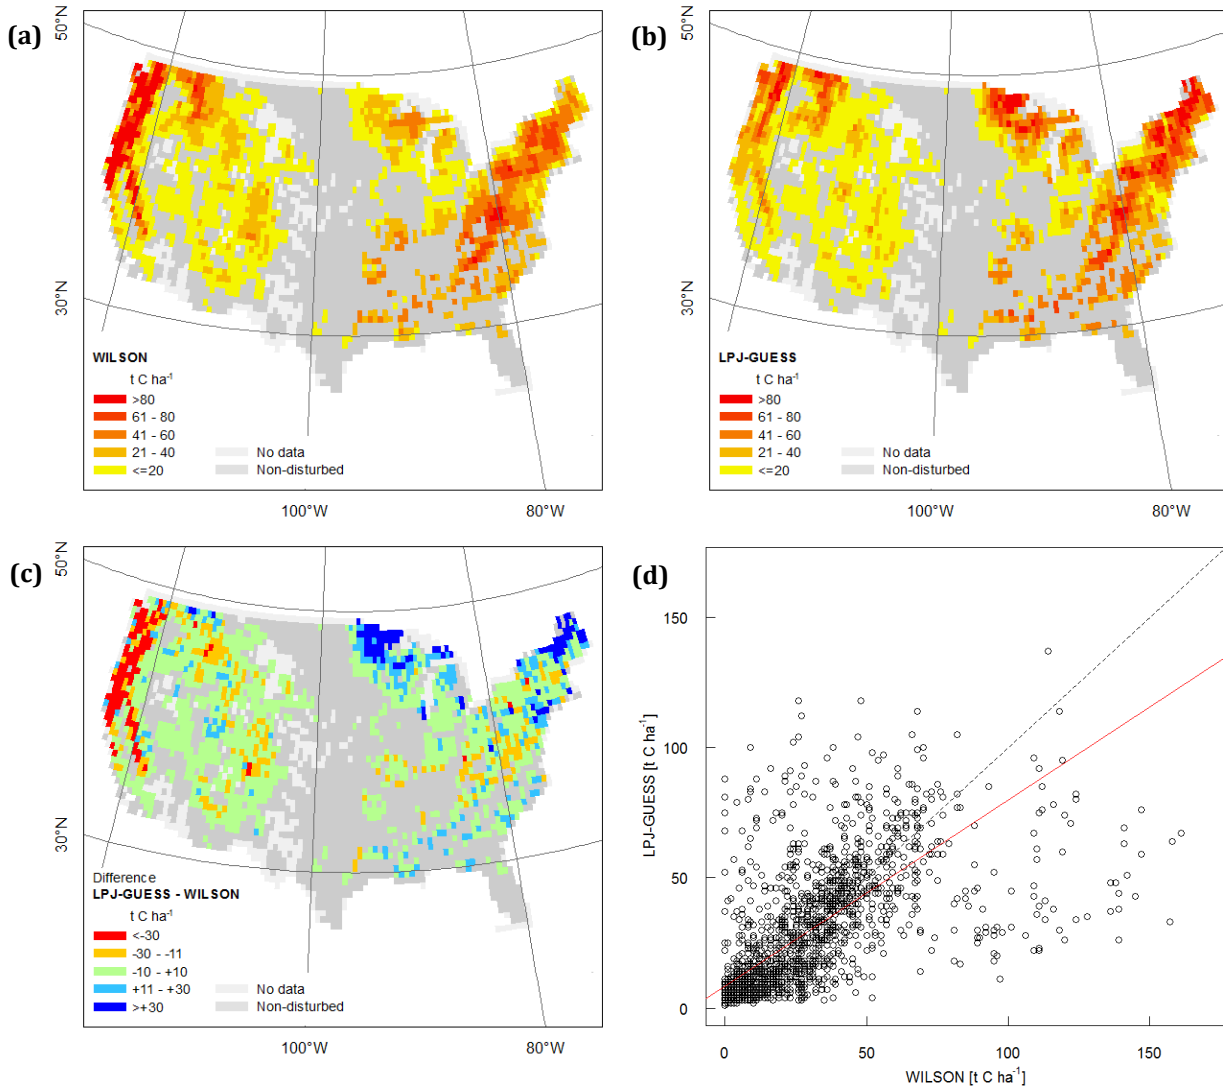 (a)
50°N
30°N
WILSON
t C ha⁻¹
>80
61 - 80
41 - 60
21 - 40
<=20
No data
Non-disturbed
100°W
80°W
(b)
50°N
30°N
LPJ-GUESS
t C ha⁻¹
>80
61 - 80
41 - 60
21 - 40
<=20
No data
Non-disturbed
100°W
80°W
(c)
50°N
30°N
Difference
LPJ-GUESS - WILSON
t C ha⁻¹
<-30
-30 - -11
-10 - +10
+11 - +30
>+30
No data
Non-disturbed
100°W
80°W
(d)
LPJ-GUESS [t C ha⁻¹]
150
100
50
0
0
50
100
150
WILSON [t C ha⁻¹]